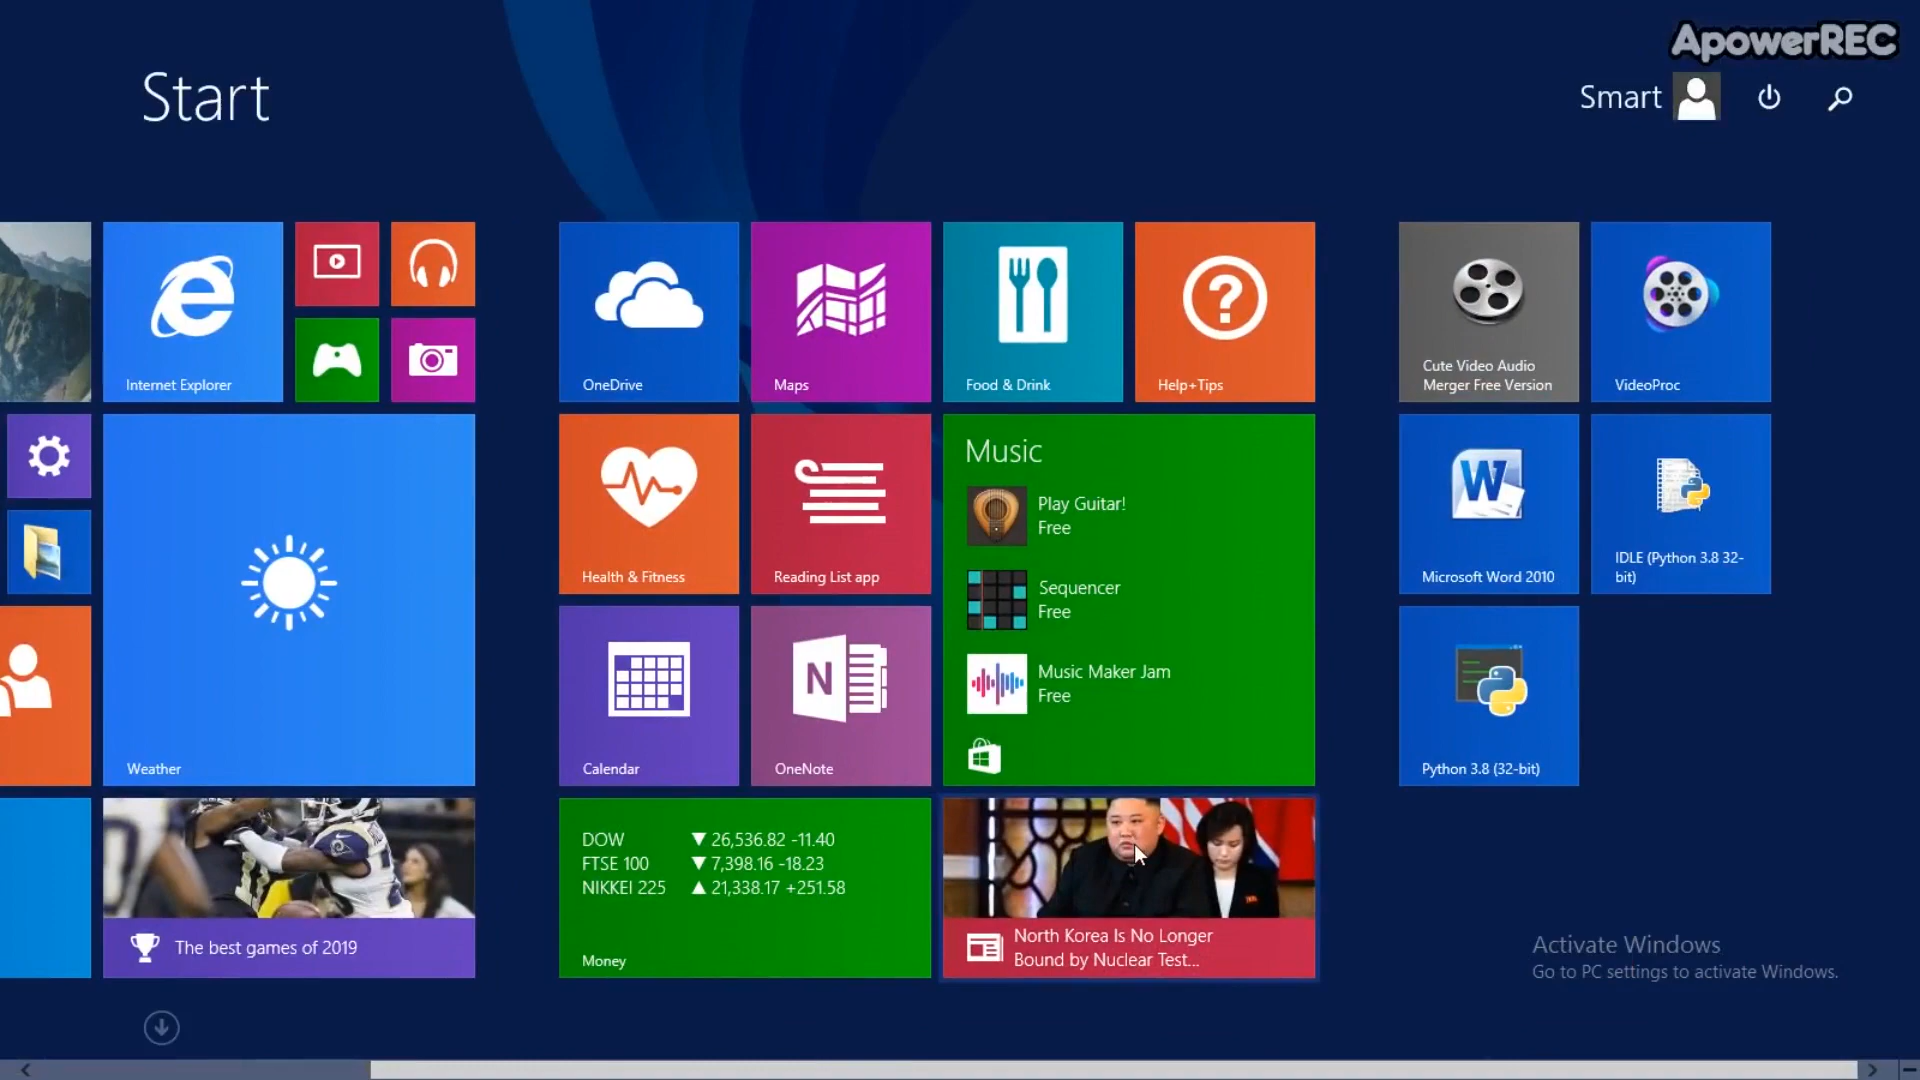 ApowerREC
Start
Smart
Internet Explorer
OneDrive
Maps
Food & Drink
Help+Tips
Cute Video Audio
Merger Free Version
VideoProc
Weather
Health & Fitness
Reading List app
Music
Play Guitar!
Free
Sequencer
Free
Music Maker Jam
Free
Microsoft Word 2010
IDLE (Python 3.8 32-
bit)
Calendar
OneNote
Python 3.8 (32-bit)
The best games of 2019
DOW ▼ 26,536.82 -11.40
FTSE 100 ▼ 7,398.16 -18.23
NIKKEI 225 ▲ 21,338.17 +251.58
Money
North Korea Is No Longer
Bound by Nuclear Test...
Activate Windows
Go to PC settings to activate Windows.